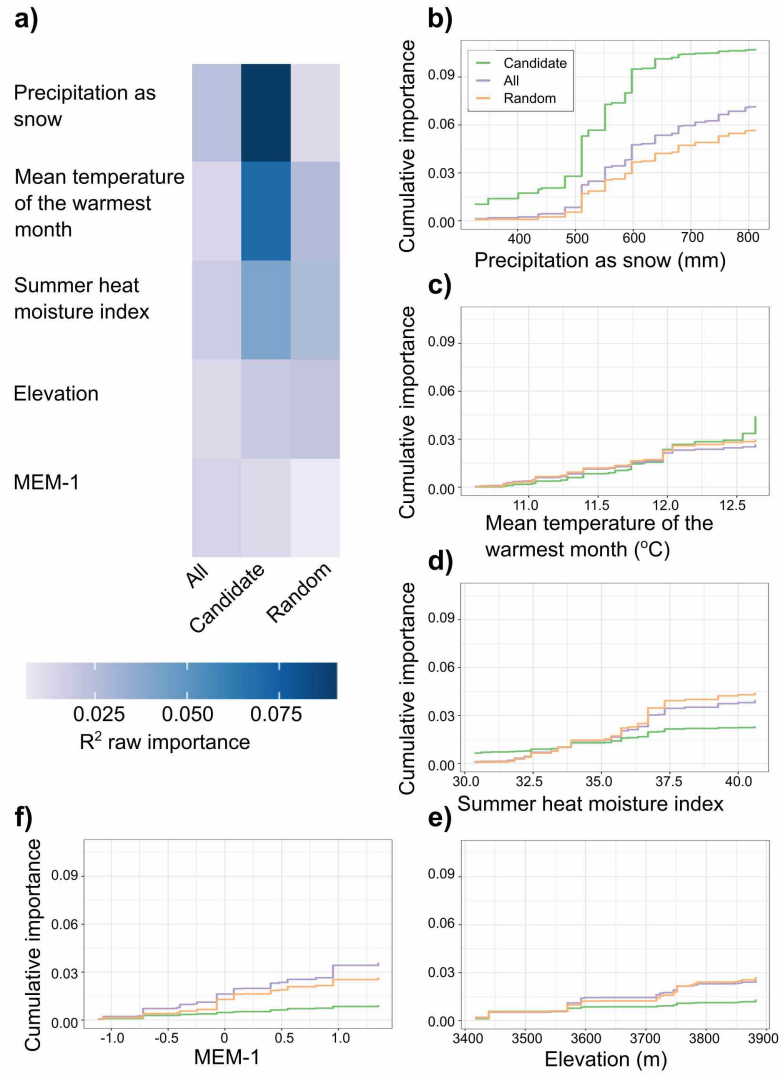 a)
Precipitation as
snow
Mean temperature
of the warmest
month
Summer heat
moisture index
Elevation
MEM-1
All
Candidate
Random
0.025 0.050 0.075
R² raw importance
b)
Cumulative importance
0.09
0.06
0.03
0.00
Candidate
All
Random
400 500 600 700 800
Precipitation as snow (mm)
c)
Cumulative importance
0.09
0.06
0.03
0.00
11.0 11.5 12.0 12.5
Mean temperature of the
warmest month (⁰C)
d)
Cumulative importance
0.09
0.06
0.03
0.00
30.0 32.5 35.0 37.5 40.0
Summer heat moisture index
f)
Cumulative importance
0.09
0.06
0.03
0.00
-1.0 -0.5 0 0.5 1.0
MEM-1
e)
Cumulative importance
0.09
0.06
0.03
0.00
3400 3500 3600 3700 3800 3900
Elevation (m)